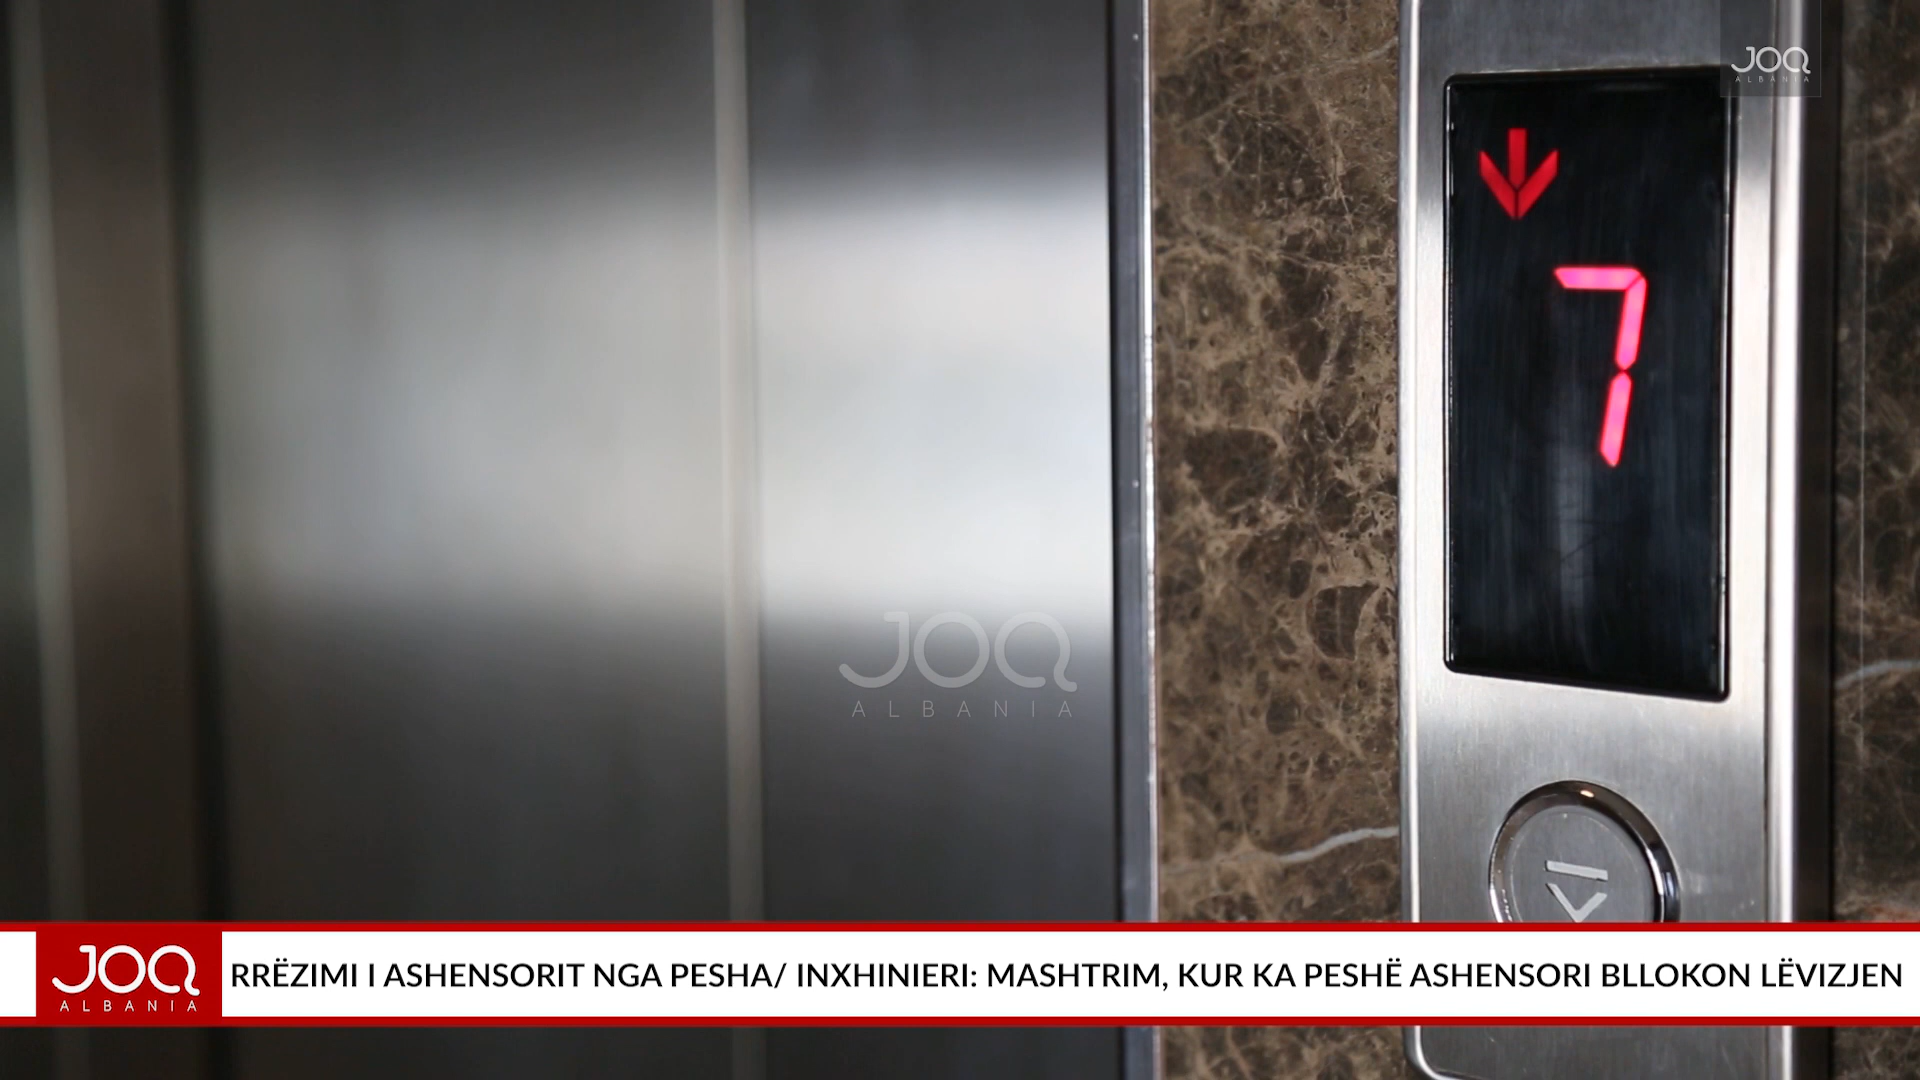 JOQ
ALBANIA
7
JOQ
ALBANIA
JOQ
ALBANIA
RRËZIMI I ASHENSORIT NGA PESHA/ INXHINIERI: MASHTRIM, KUR KA PESHË ASHENSORI BLLOKON LËVIZJEN